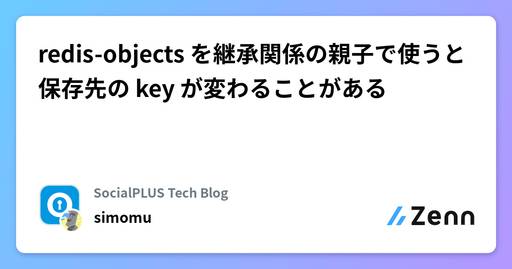 redis-objects を継承関係の親子で使うと
保存先の key が変わることがある
SocialPLUS Tech Blog
simomu
Zenn